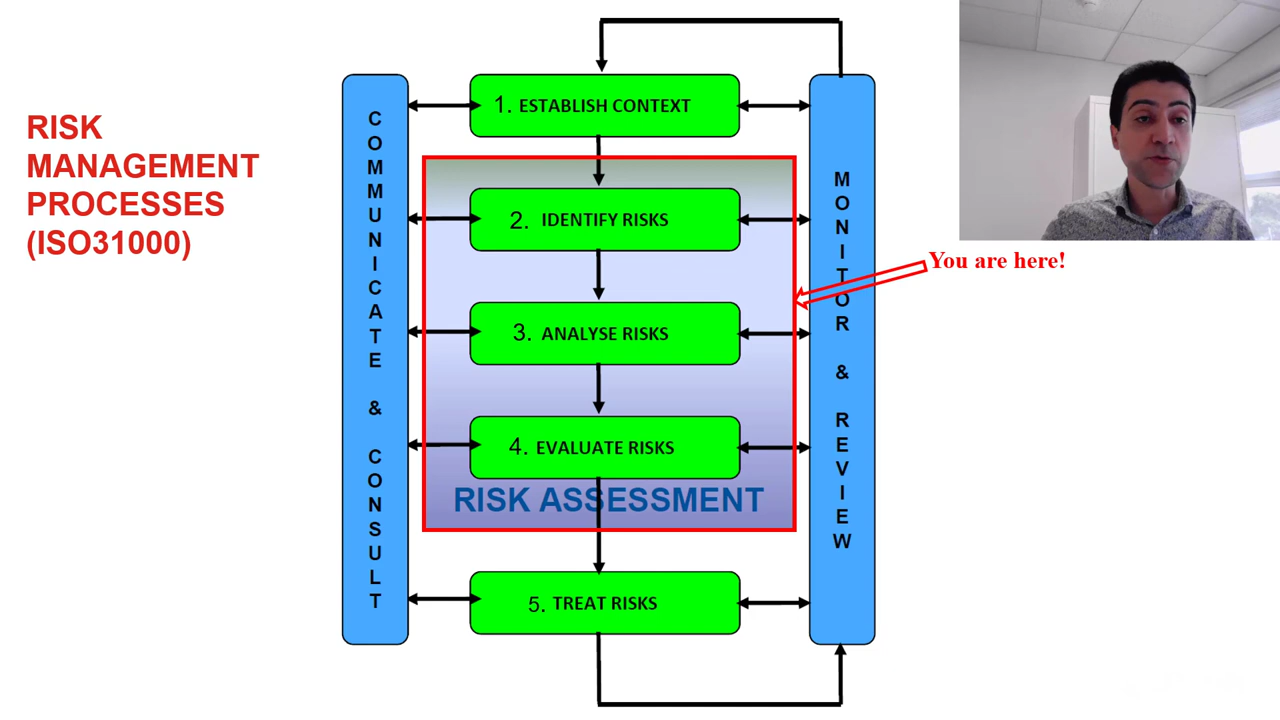 RISK
MANAGEMENT
PROCESSES
(ISO31000)
COMMUNICATE & CONSULT
1. ESTABLISH CONTEXT
2. IDENTIFY RISKS
3. ANALYSE RISKS
4. EVALUATE RISKS
RISK ASSESSMENT
5. TREAT RISKS
MONITOR & REVIEW
You are here!